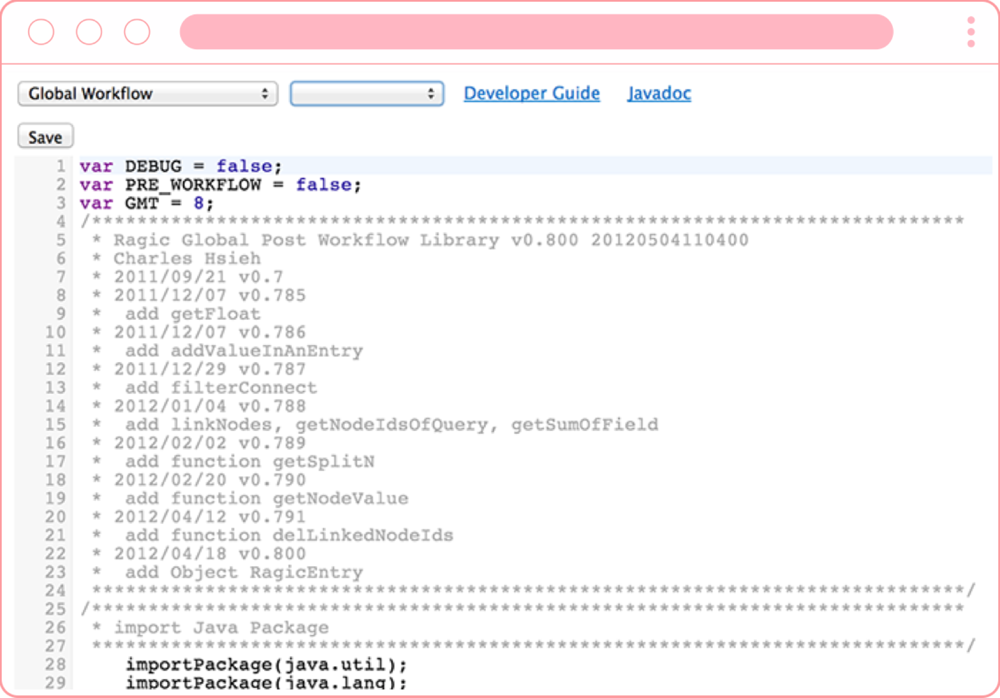 Global Workflow Developer Guide Javadoc
Save
1 var DEBUG = false;
2 var PRE_WORKFLOW = false;
3 var GMT = 8;
4 /*****************************************************************************
5 * Ragic Global Post Workflow Library v0.800 20120504110400
6 * Charles Hsieh
7 * 2011/09/21 v0.7
8 * 2011/12/07 v0.785
9 * add getFloat
10 * 2011/12/07 v0.786
11 * add addValueInAnEntry
12 * 2011/12/29 v0.787
13 * add filterConnect
14 * 2012/01/04 v0.788
15 * add linkNodes, getNodeIdsOfQuery, getSumOfField
16 * 2012/02/02 v0.789
17 * add function getSplitN
18 * 2012/02/20 v0.790
19 * add function getNodeValue
20 * 2012/04/12 v0.791
21 * add function delLinkedNodeIds
22 * 2012/04/18 v0.800
23 * add Object RagicEntry
24 *****************************************************************************/
25 /*****************************************************************************
26 * import Java Package
27 *****************************************************************************/
28 importPackage(java.util);
29 importPackage(java.lang);